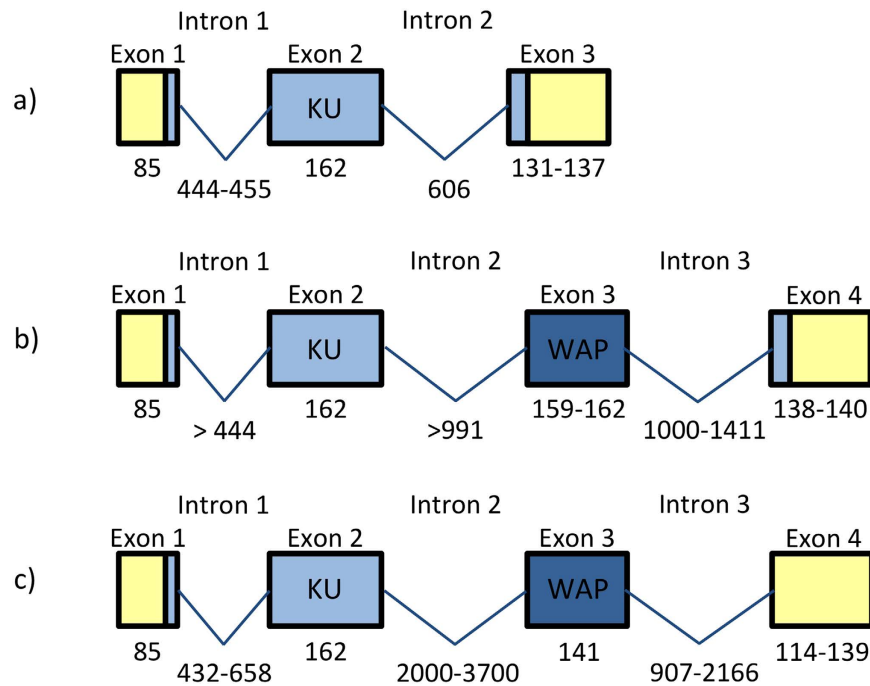 Intron 1 Intron 2
Exon 1 Exon 2 Exon 3
a) KU
85 444-455 162 606 131-137
Intron 1 Intron 2 Intron 3
Exon 1 Exon 2 Exon 3 Exon 4
b) KU WAP
85 > 444 162 >991 159-162 1000-1411 138-140
Intron 1 Intron 2 Intron 3
Exon 1 Exon 2 Exon 3 Exon 4
c) KU WAP
85 432-658 162 2000-3700 141 907-2166 114-139